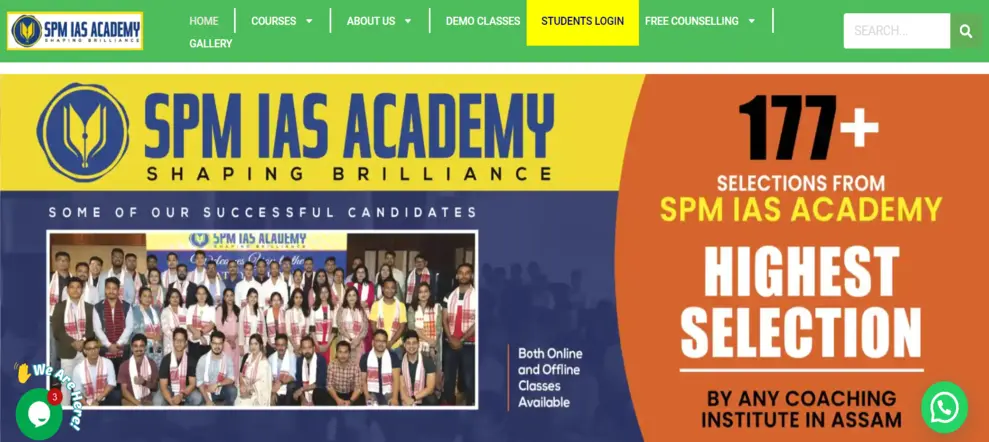 SPM IAS ACADEMY
SHAPING BRILLIANCE
HOME
COURSES
ABOUT US
DEMO CLASSES
STUDENTS LOGIN
FREE COUNSELLING
GALLERY
SEARCH...
SPM IAS ACADEMY
SHAPING BRILLIANCE
SOME OF OUR SUCCESSFUL CANDIDATES
SPM IAS ACADEMY
SHAPING BRILLIANCE
Both Online
and Offline
Classes
Available
177+
SELECTIONS FROM
SPM IAS ACADEMY
HIGHEST
SELECTION
BY ANY COACHING
INSTITUTE IN ASSAM
We Are Here!
3